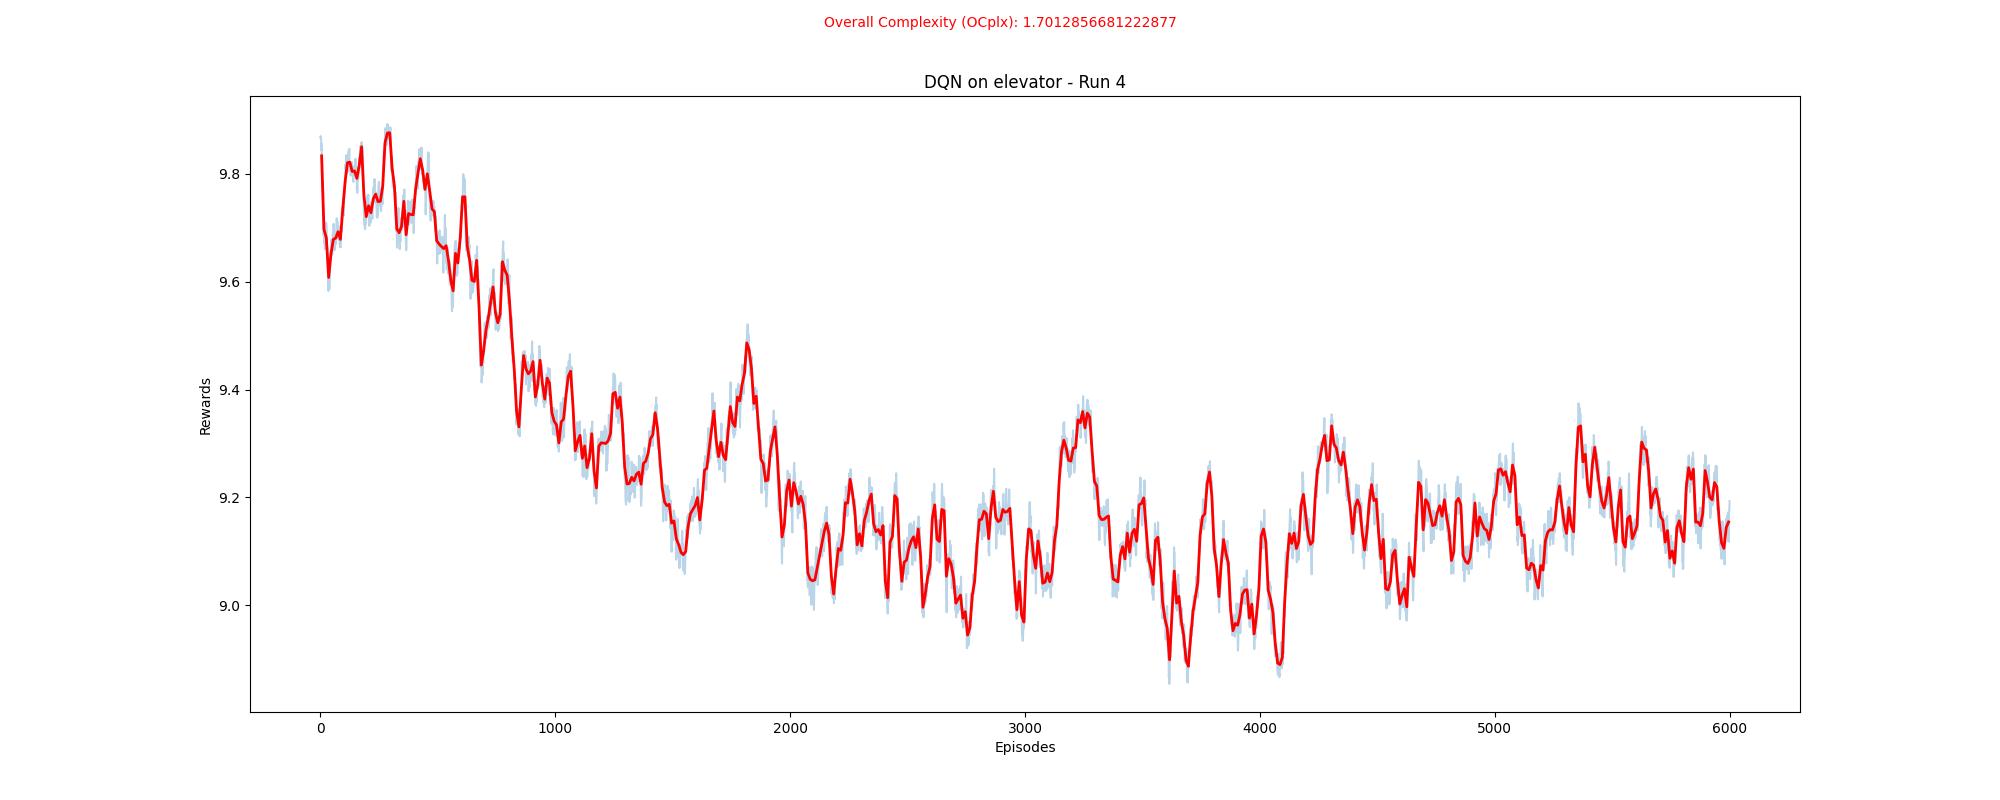 Overall Complexity (OCplx): 1.7012856681222877
DQN on elevator - Run 4
Rewards
9.8
9.6
9.4
9.2
9.0
0 1000 2000 3000 4000 5000 6000
Episodes